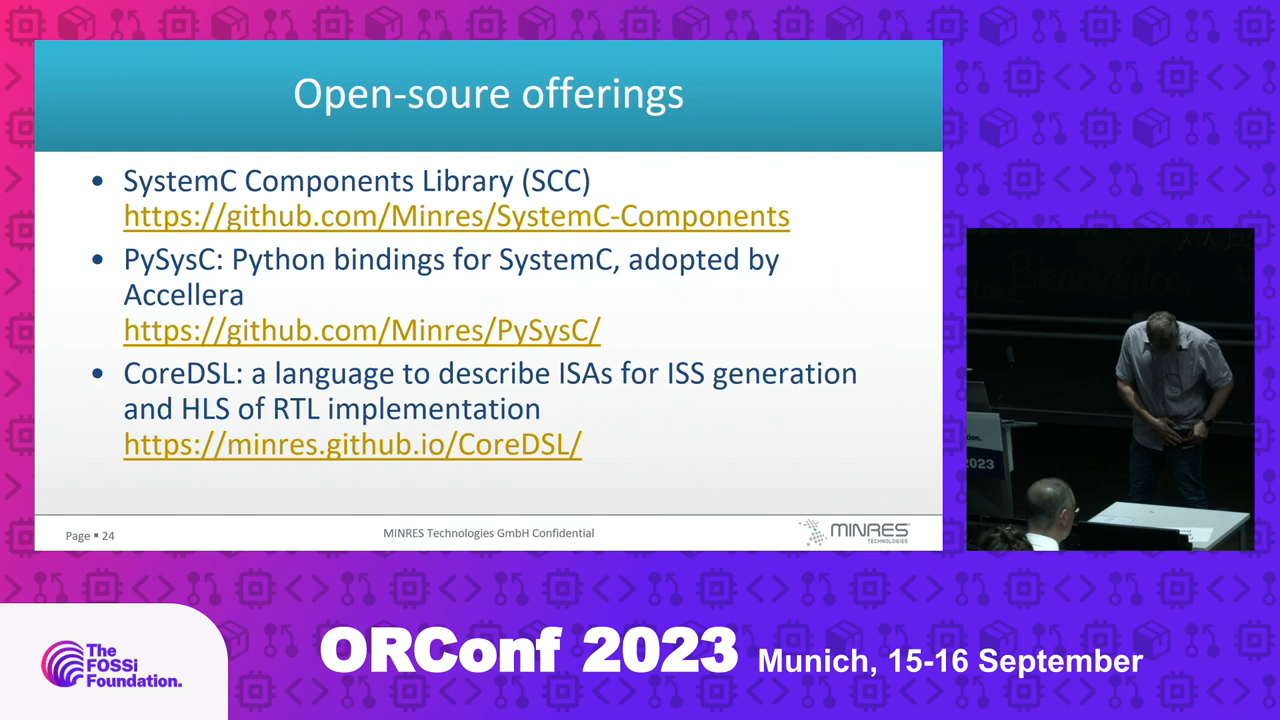 Open-soure offerings
• SystemC Components Library (SCC)
https://github.com/Minres/SystemC-Components
• PySysC: Python bindings for SystemC, adopted by
Accellera
https://github.com/Minres/PySysC/
• CoreDSL: a language to describe ISAs for ISS generation
and HLS of RTL implementation
https://minres.github.io/CoreDSL/
Page ▪ 24
MINRES Technologies GmbH Confidential
MINRES
TECHNOLOGIES
2023
The
FOSSi
Foundation.
ORConf 2023
Munich, 15-16 September